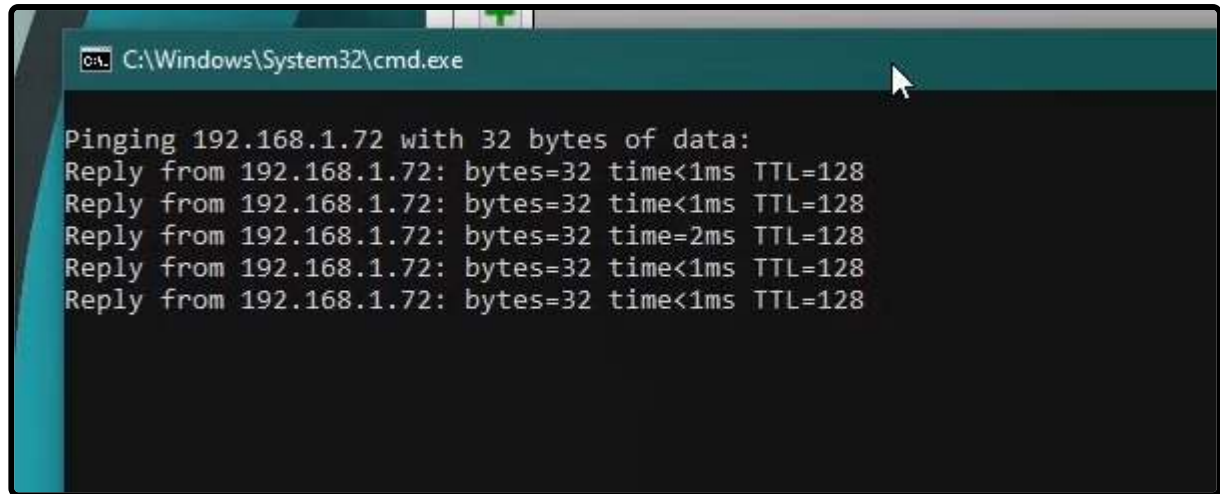 C:\Windows\System32\cmd.exe
Pinging 192.168.1.72 with 32 bytes of data:
Reply from 192.168.1.72: bytes=32 time<1ms TTL=128
Reply from 192.168.1.72: bytes=32 time<1ms TTL=128
Reply from 192.168.1.72: bytes=32 time=2ms TTL=128
Reply from 192.168.1.72: bytes=32 time<1ms TTL=128
Reply from 192.168.1.72: bytes=32 time<1ms TTL=128